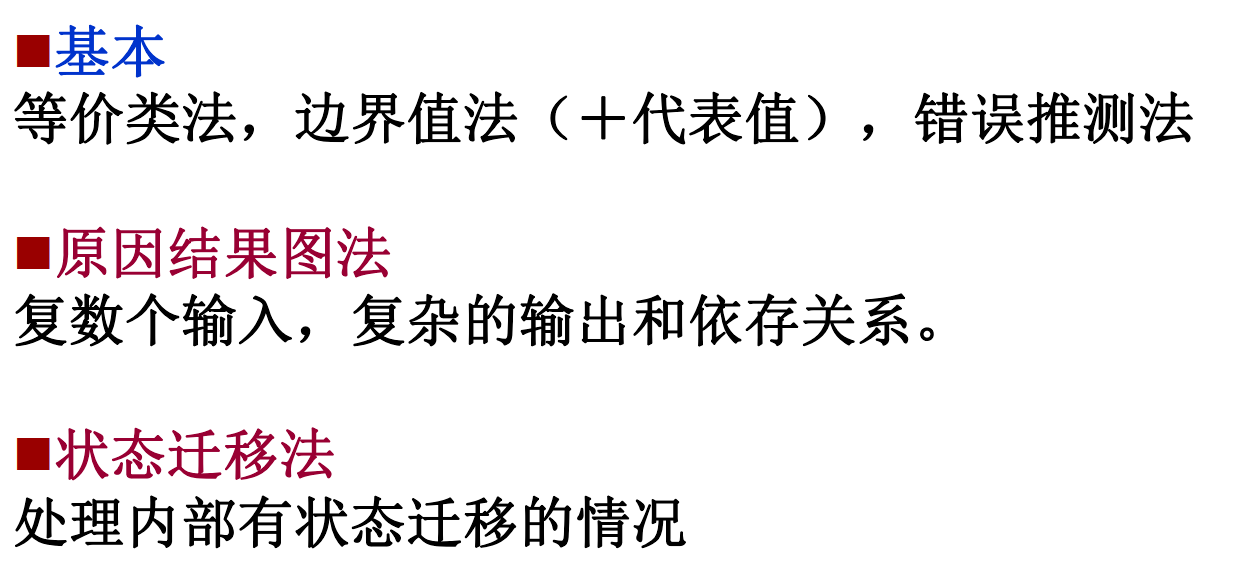 ■基本
等价类法，边界值法（＋代表值），错误推测法
■原因结果图法
复数个输入，复杂的输出和依存关系。
■状态迁移法
处理内部有状态迁移的情况